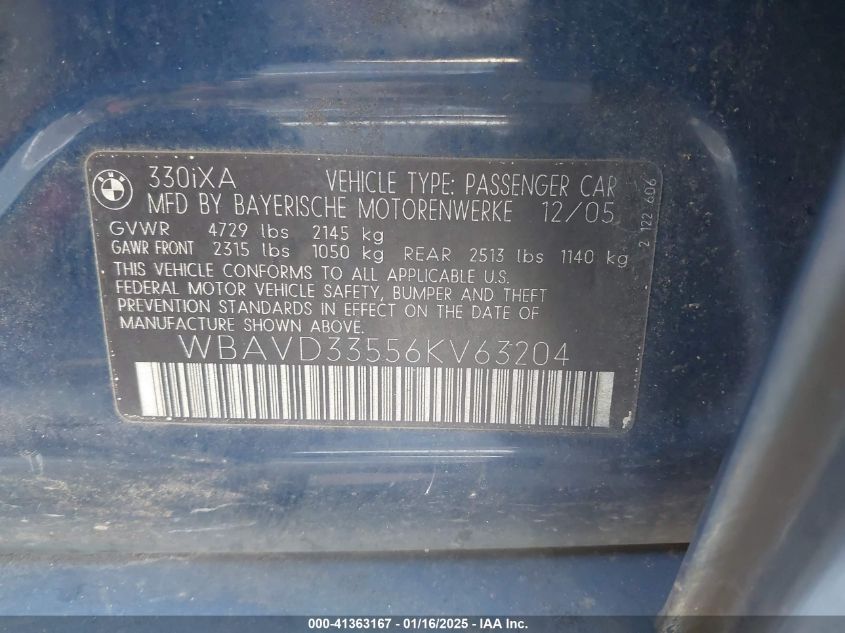 BMW
330iXA VEHICLE TYPE: PASSENGER CAR
MFD BY BAYERISCHE MOTORENWERKE 12/05
GVWR 4729 lbs 2145 kg
GAWR FRONT 2315 lbs 1050 kg REAR 2513 lbs 1140 kg
THIS VEHICLE CONFORMS TO ALL APPLICABLE U.S.
FEDERAL MOTOR VEHICLE SAFETY, BUMPER AND THEFT
PREVENTION STANDARDS IN EFFECT ON THE DATE OF
MANUFACTURE SHOWN ABOVE.
WBAVD33556KV63204
2 122 606
000-41363167 / 01/16/2025 - IAA Inc.